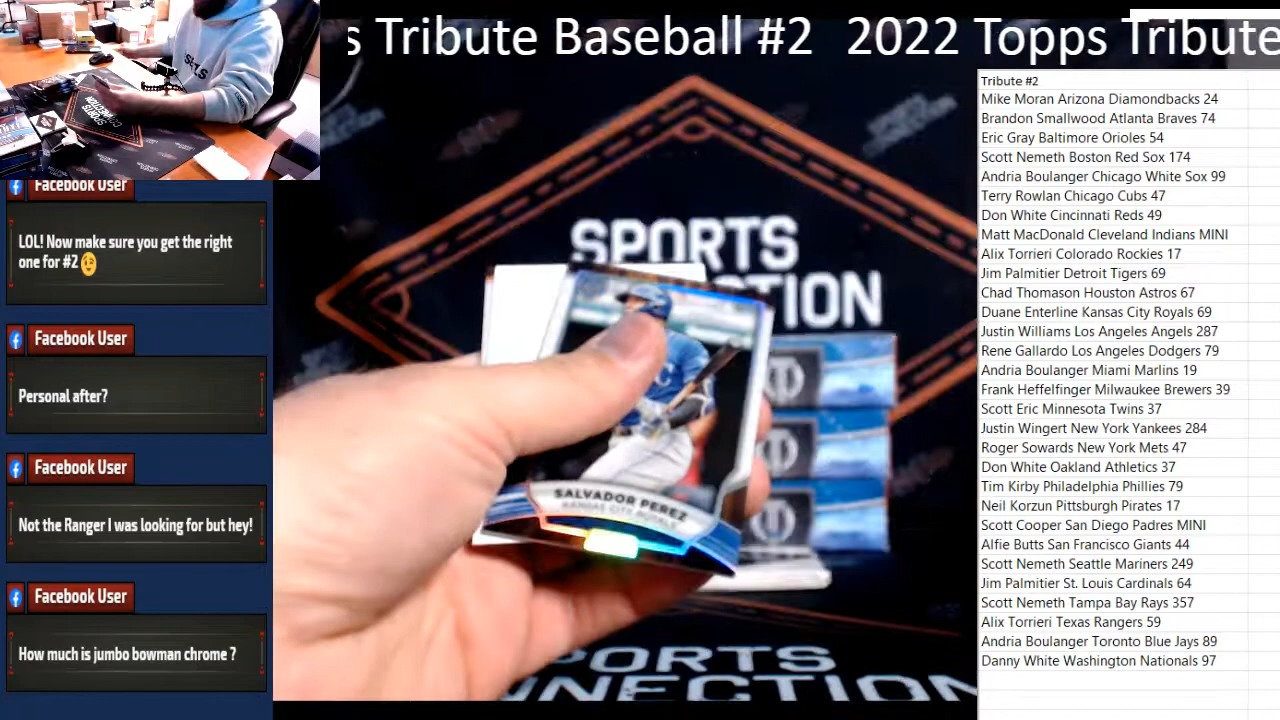 s Tribute Baseball #2 2022 Topps Tribute
Facebook User
LOL! Now make sure you get the right
one for #2😉
Facebook User
Personal after?
Facebook User
Not the Ranger I was looking for but hey!
Facebook User
How much is jumbo bowman chrome ?
SPORTS
CTION
SALVADOR PEREZ
KANSAS CITY ROYALS
SPORTS
CONNECTION
Tribute #2
Mike Moran Arizona Diamondbacks 24
Brandon Smallwood Atlanta Braves 74
Eric Gray Baltimore Orioles 54
Scott Nemeth Boston Red Sox 174
Andria Boulanger Chicago White Sox 99
Terry Rowlan Chicago Cubs 47
Don White Cincinnati Reds 49
Matt MacDonald Cleveland Indians MINI
Alix Torrieri Colorado Rockies 17
Jim Palmitier Detroit Tigers 69
Chad Thomason Houston Astros 67
Duane Enterline Kansas City Royals 69
Justin Williams Los Angeles Angels 287
Rene Gallardo Los Angeles Dodgers 79
Andria Boulanger Miami Marlins 19
Frank Heffelfinger Milwaukee Brewers 39
Scott Eric Minnesota Twins 37
Justin Wingert New York Yankees 284
Roger Sowards New York Mets 47
Don White Oakland Athletics 37
Tim Kirby Philadelphia Phillies 79
Neil Korzun Pittsburgh Pirates 17
Scott Cooper San Diego Padres MINI
Alfie Butts San Francisco Giants 44
Scott Nemeth Seattle Mariners 249
Jim Palmitier St. Louis Cardinals 64
Scott Nemeth Tampa Bay Rays 357
Alix Torrieri Texas Rangers 59
Andria Boulanger Toronto Blue Jays 89
Danny White Washington Nationals 97